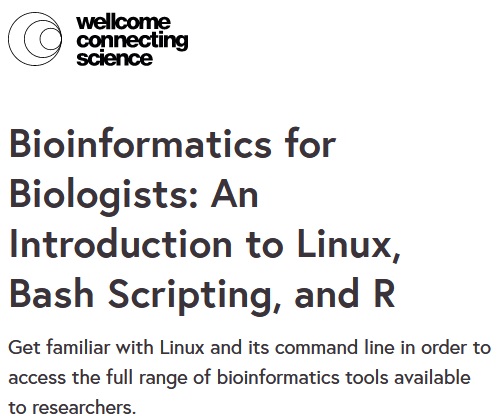 wellcome
connecting
science
Bioinformatics for
Biologists: An
Introduction to Linux,
Bash Scripting, and R
Get familiar with Linux and its command line in order to
access the full range of bioinformatics tools available
to researchers.